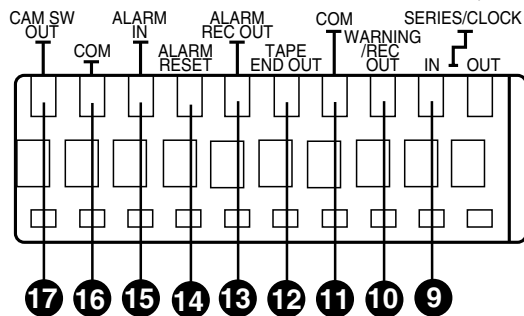 CAM SW
OUT
COM
ALARM
IN
ALARM
RESET
ALARM
REC OUT
TAPE
END OUT
COM
WARNING
/REC
OUT
SERIES/CLOCK
IN
OUT
17 16 15 14 13 12 11 10 9